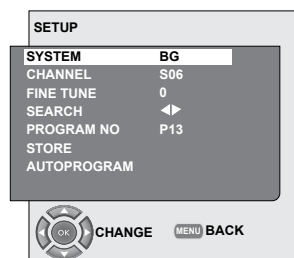 SETUP
SYSTEM BG
CHANNEL S06
FINE TUNE 0
SEARCH ◀▶
PROGRAM NO P13
STORE
AUTOPROGRAM
OK CHANGE MENU BACK